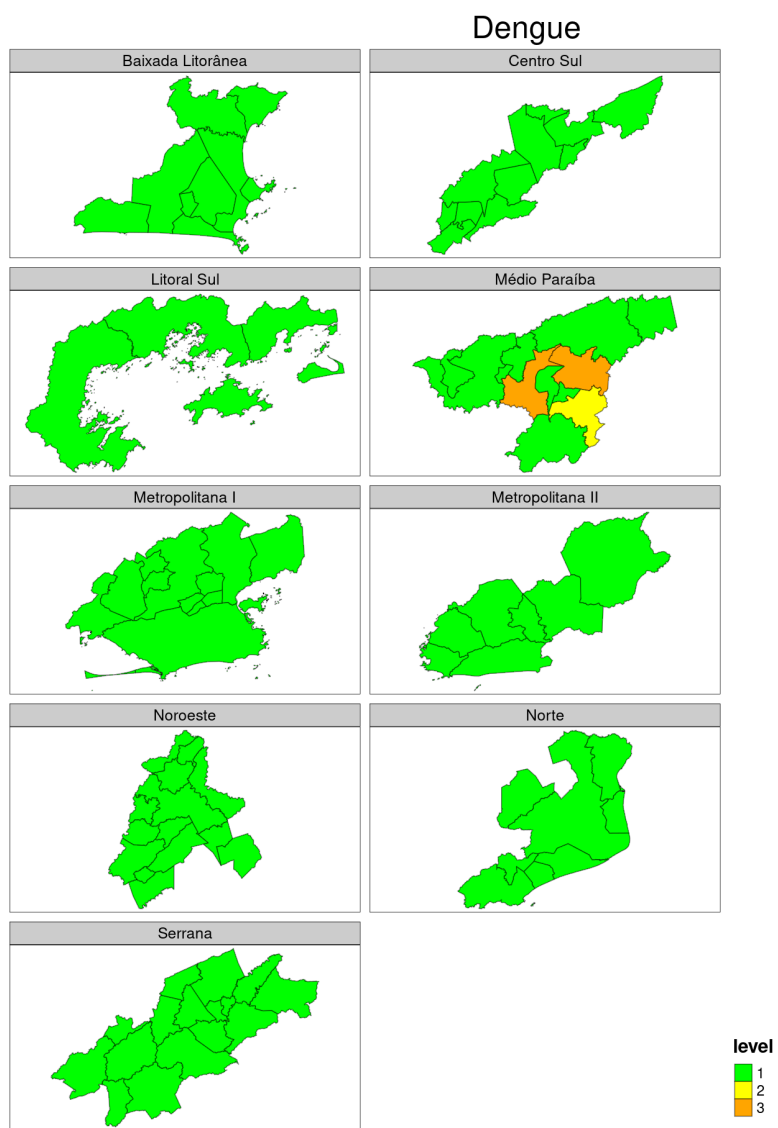 Dengue
Baixada Litorânea
Centro Sul
Litoral Sul
Médio Paraíba
Metropolitana I
Metropolitana II
Noroeste
Norte
Serrana
level
1
2
3